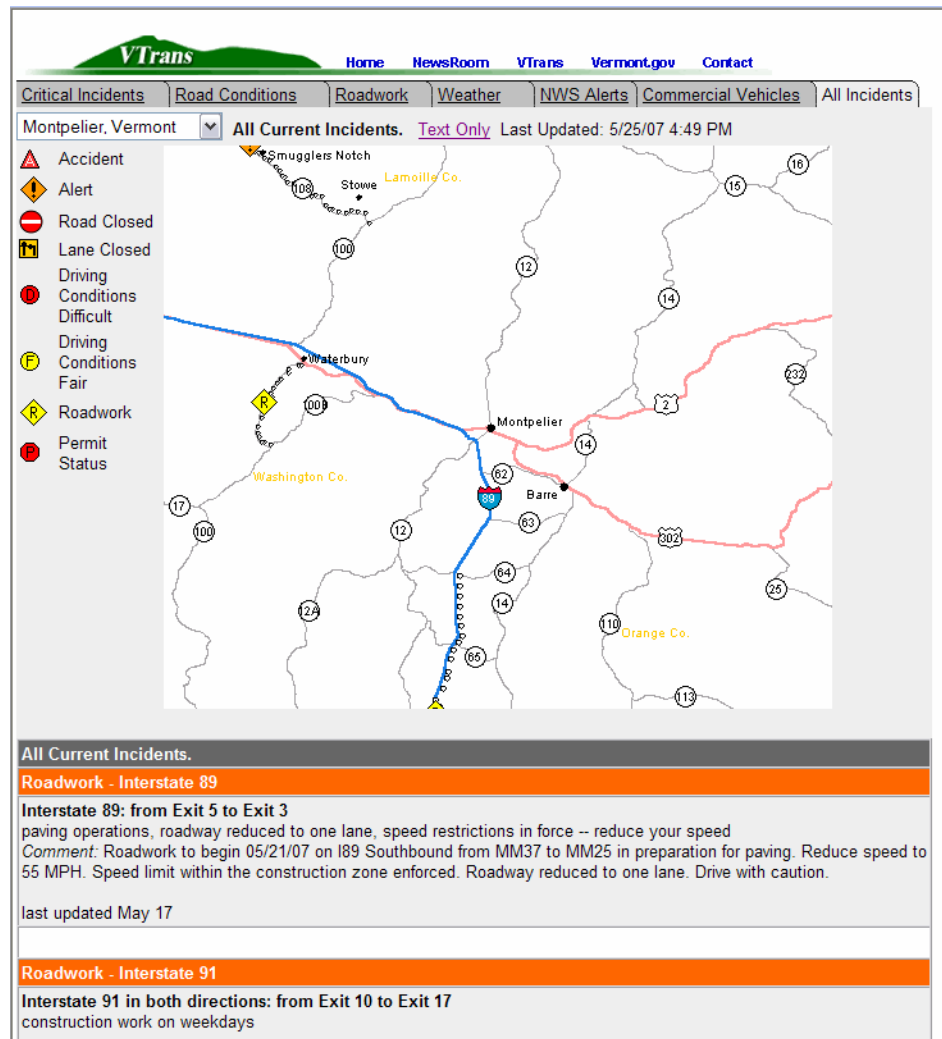 VTrans
Home NewsRoom VTrans Vermont.gov Contact
Critical Incidents Road Conditions Roadwork Weather NWS Alerts Commercial Vehicles All Incidents
Montpelier, Vermont All Current Incidents. Text Only Last Updated: 5/25/07 4:49 PM
A Accident
! Alert
Road Closed
Lane Closed
D Driving
Conditions
Difficult
F Driving
Conditions
Fair
R Roadwork
P Permit
Status
Smugglers Notch
108
Stowe
Lamoille Co.
16
15
100
12
14
Waterbury
232
R
100B
2
Montpelier
14
Washington Co.
62
Barre
89
17
100
12
63
302
64
25
12A
14
110
Orange Co.
65
113
All Current Incidents.
Roadwork - Interstate 89
Interstate 89: from Exit 5 to Exit 3
paving operations, roadway reduced to one lane, speed restrictions in force -- reduce your speed
Comment: Roadwork to begin 05/21/07 on I89 Southbound from MM37 to MM25 in preparation for paving. Reduce speed to
55 MPH. Speed limit within the construction zone enforced. Roadway reduced to one lane. Drive with caution.
last updated May 17
Roadwork - Interstate 91
Interstate 91 in both directions: from Exit 10 to Exit 17
construction work on weekdays